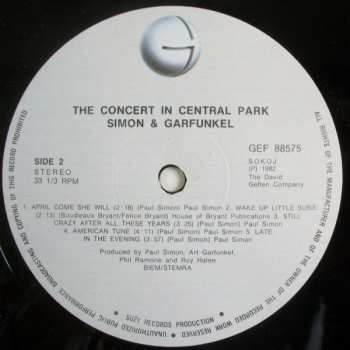 THE CONCERT IN CENTRAL PARK
SIMON & GARFUNKEL
GEF 88575
SIDE 2
STEREO
33 1/3 RPM
SOKOJ
(P) 1982
The David
Geffen Company
1. APRIL COME SHE WILL (2:18) (Paul Simon) Paul Simon 2. WAKE UP LITTLE SUSIE
(2:13) (Boudleaux Bryant/Felice Bryant) House of Bryant Publications 3. STILL
CRAZY AFTER ALL THESE YEARS (3:25) (Paul Simon) Paul Simon
4. AMERICAN TUNE (4:11) (Paul Simon) Paul Simon 5. LATE
IN THE EVENING (3:57) (Paul Simon) Paul Simon
Produced by Paul Simon, Art Garfunkel,
Phil Ramone and Roy Halee
BIEM/STEMRA
ALL RIGHTS OF THE MANUFACTURER AND OF THE OWNER OF THE RECORDED WORK RESERVED
UNAUTHORIZED PUBLIC PERFORMANCE BROADCASTING AND COPYING OF THIS RECORD PROHIBITED
SUZY RECORDS PRODUCTION